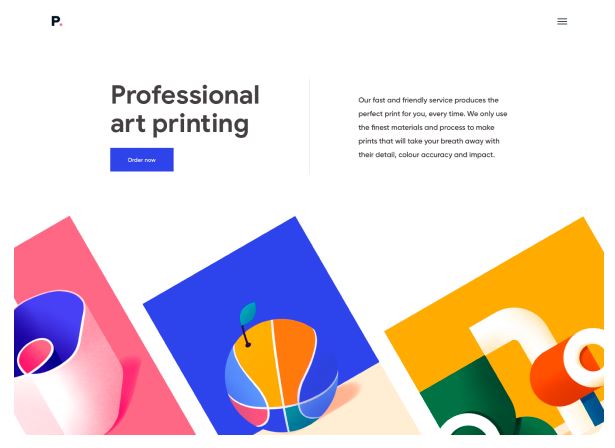 P.
Professional
art printing
Order now
Our fast and friendly service produces the
perfect print for you, every time. We only use
the finest materials and process to make
prints that will take your breath away with
their detail, colour accuracy and impact.